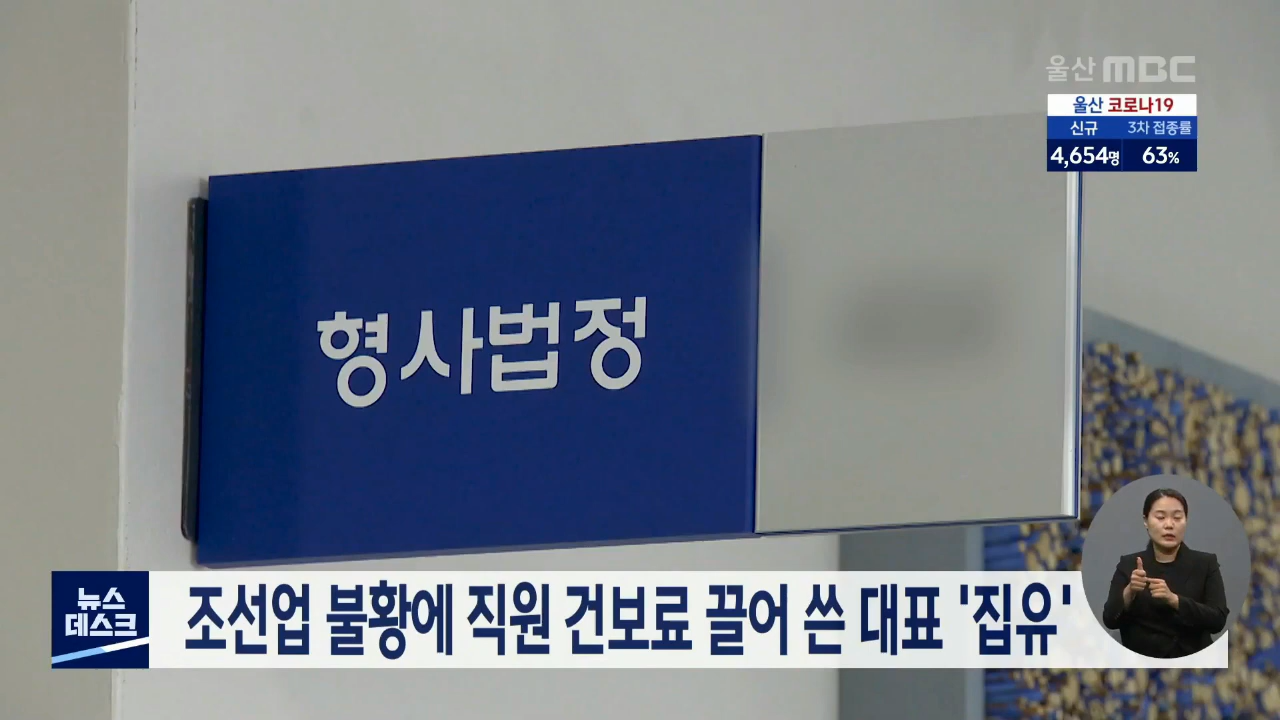 울산 MBC
울산 코로나19
신규 3차 접종률
4,654명 63%
형사법정
뉴스
데스크
조선업 불황에 직원 건보료 끌어 쓴 대표 '집유'